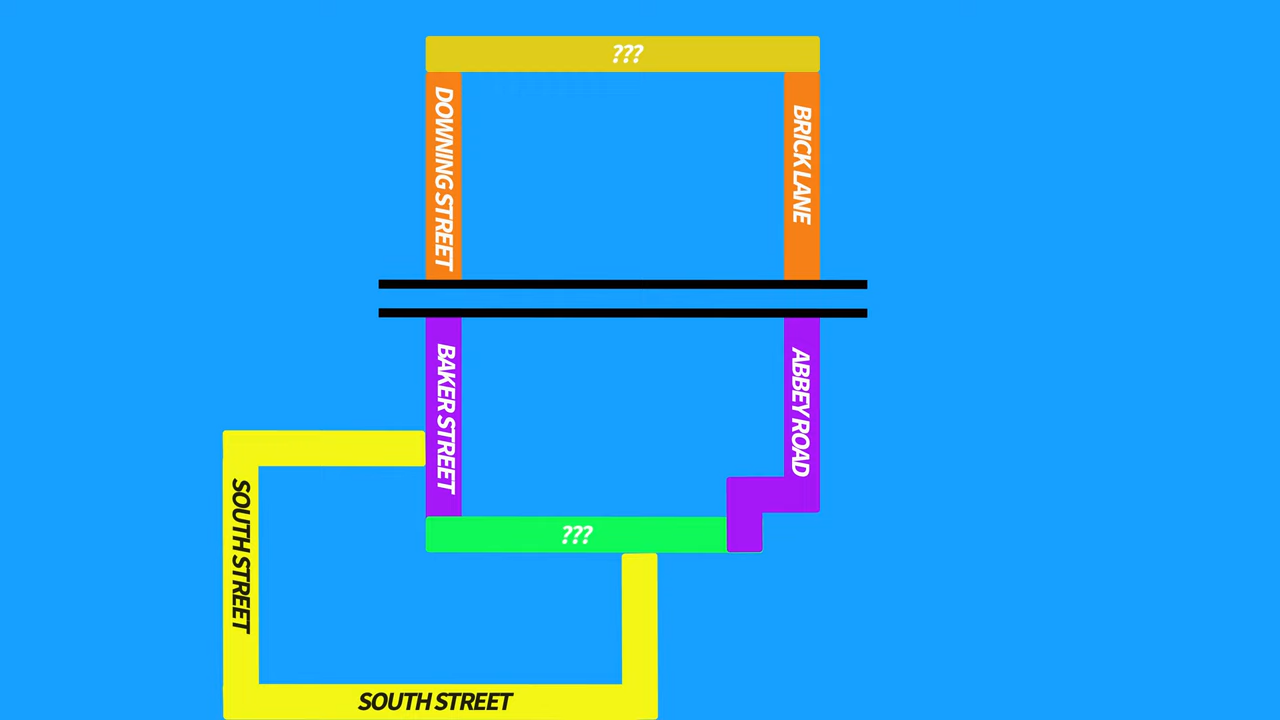 ???
DOWNING STREET
BRICK LANE
BAKER STREET
ABBEY ROAD
SOUTH STREET
???
SOUTH STREET